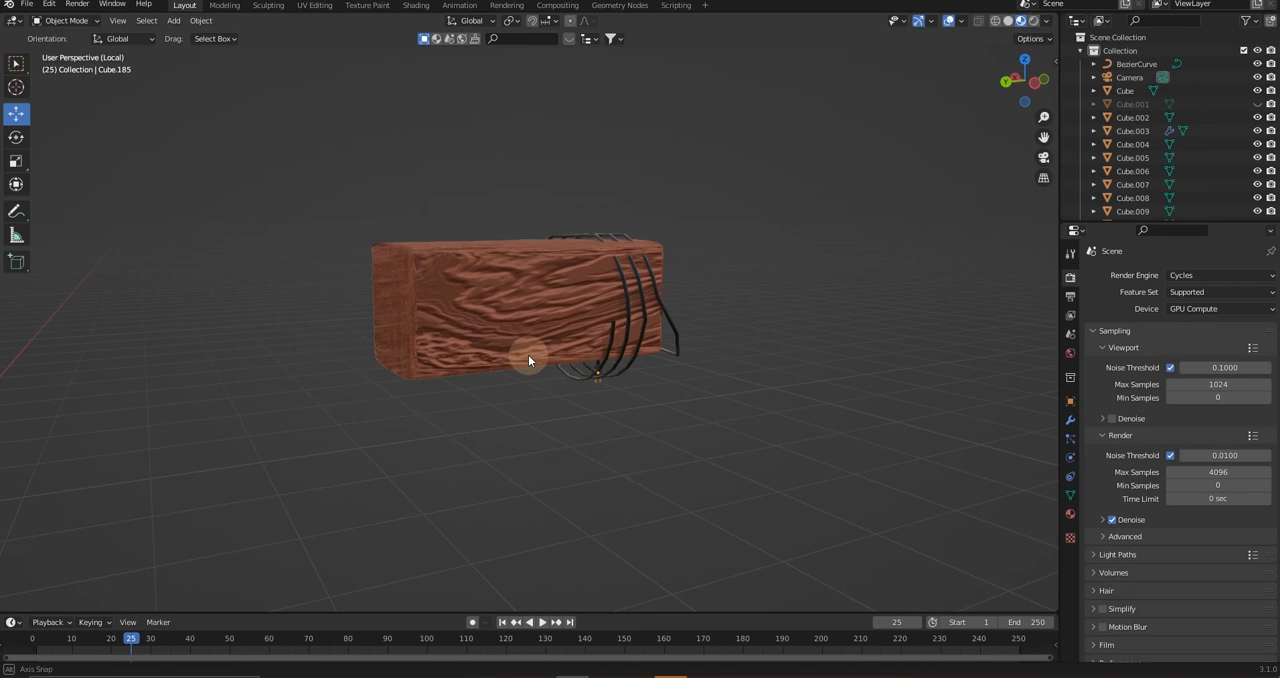 File Edit Render Window Help Layout Modeling Sculpting UV Editing Texture Paint Shading Animation Rendering Compositing Geometry Nodes Scripting + Scene ViewLayer
Object Mode View Select Add Object Global
Orientation: Global Drag: Select Box Options
User Perspective (Local)
(25) Collection | Cube.185
Z
Y
Scene Collection
Collection
BezierCurve
Camera
Cube
Cube.001
Cube.002
Cube.003
Cube.004
Cube.005
Cube.006
Cube.007
Cube.008
Cube.009
Scene
Render Engine Cycles
Feature Set Supported
Device GPU Compute
Sampling
Viewport
Noise Threshold 0.1000
Max Samples 1024
Min Samples 0
Denoise
Render
Noise Threshold 0.0100
Max Samples 4096
Min Samples 0
Time Limit 0 sec
Denoise
Advanced
Light Paths
Volumes
Hair
Simplify
Motion Blur
Film
Playback Keying View Marker 25 Start 1 End 250
0 10 20 25 30 40 50 60 70 80 90 100 110 120 130 140 150 160 170 180 190 200 210 220 230 240 250
Alt Axis Snap 3.1.0